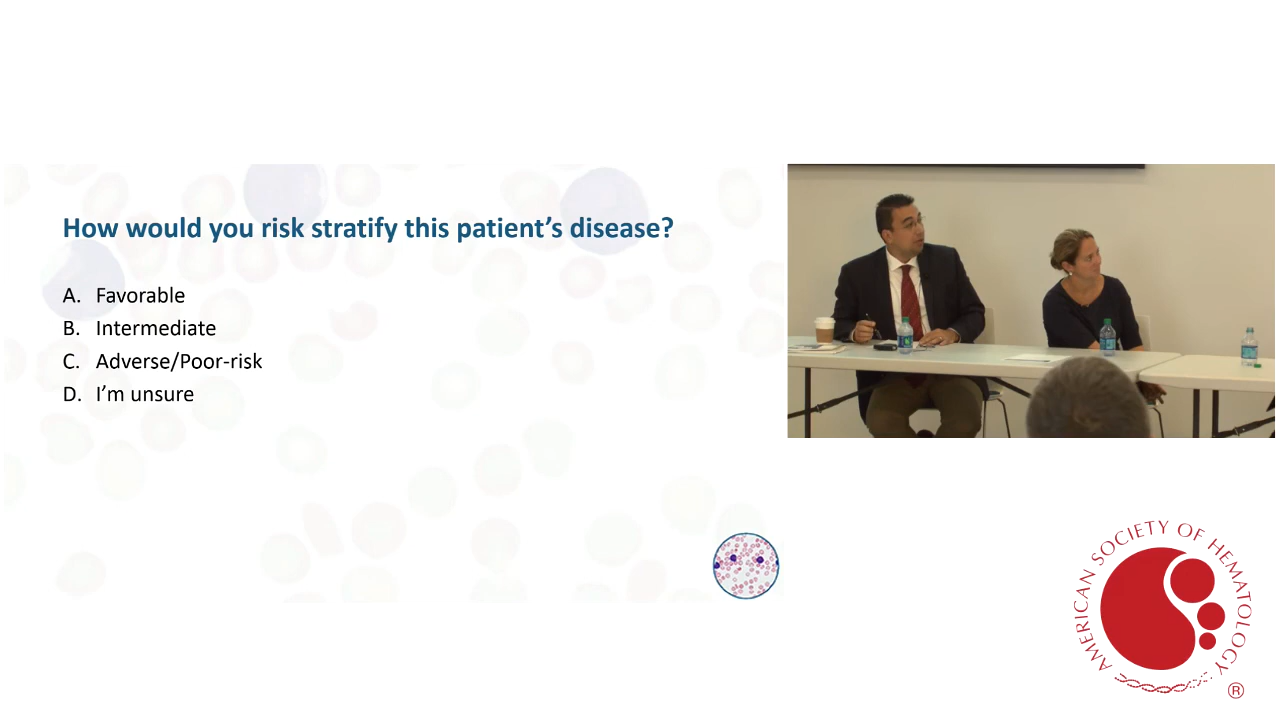 How would you risk stratify this patient’s disease?
A. Favorable
B. Intermediate
C. Adverse/Poor-risk
D. I’m unsure
AMERICAN SOCIETY OF HEMATOLOGY
®